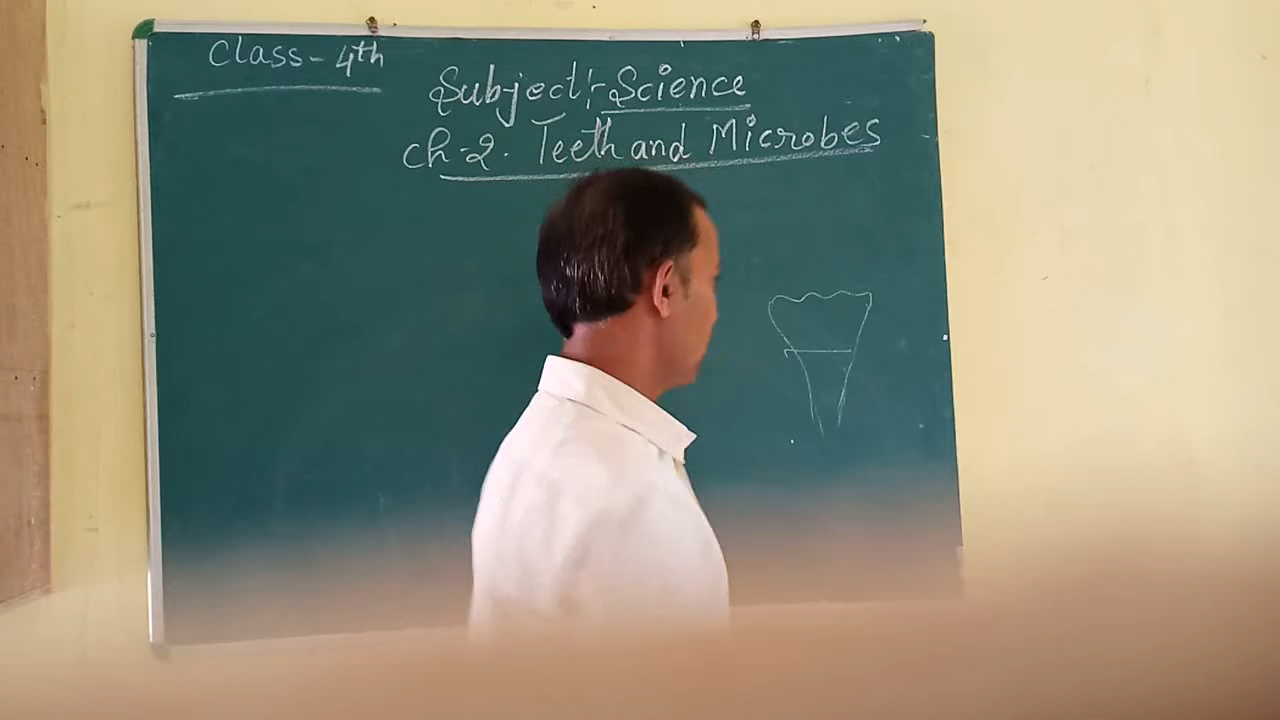 Class - 4th
Subject :- Science
Ch-2. Teeth and Microbes